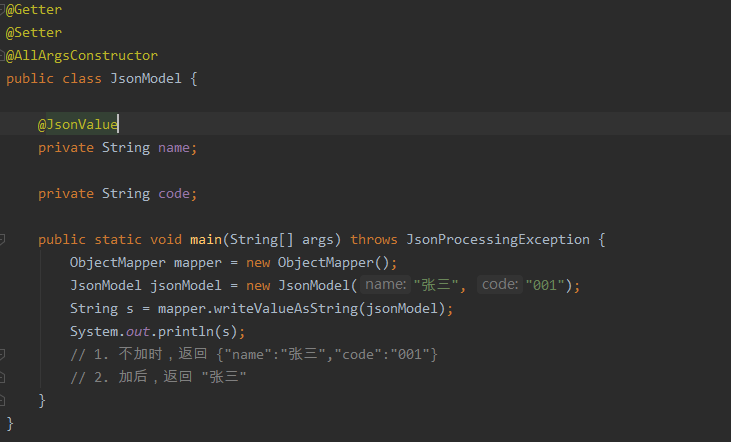 @Getter
@Setter
@AllArgsConstructor
public class JsonModel {
@JsonValue
private String name;
private String code;
public static void main(String[] args) throws JsonProcessingException {
ObjectMapper mapper = new ObjectMapper();
JsonModel jsonModel = new JsonModel( name: "张三", code: "001");
String s = mapper.writeValueAsString(jsonModel);
System.out.println(s);
// 1. 不加时，返回 {"name":"张三","code":"001"}
// 2. 加后，返回 "张三"
}
}